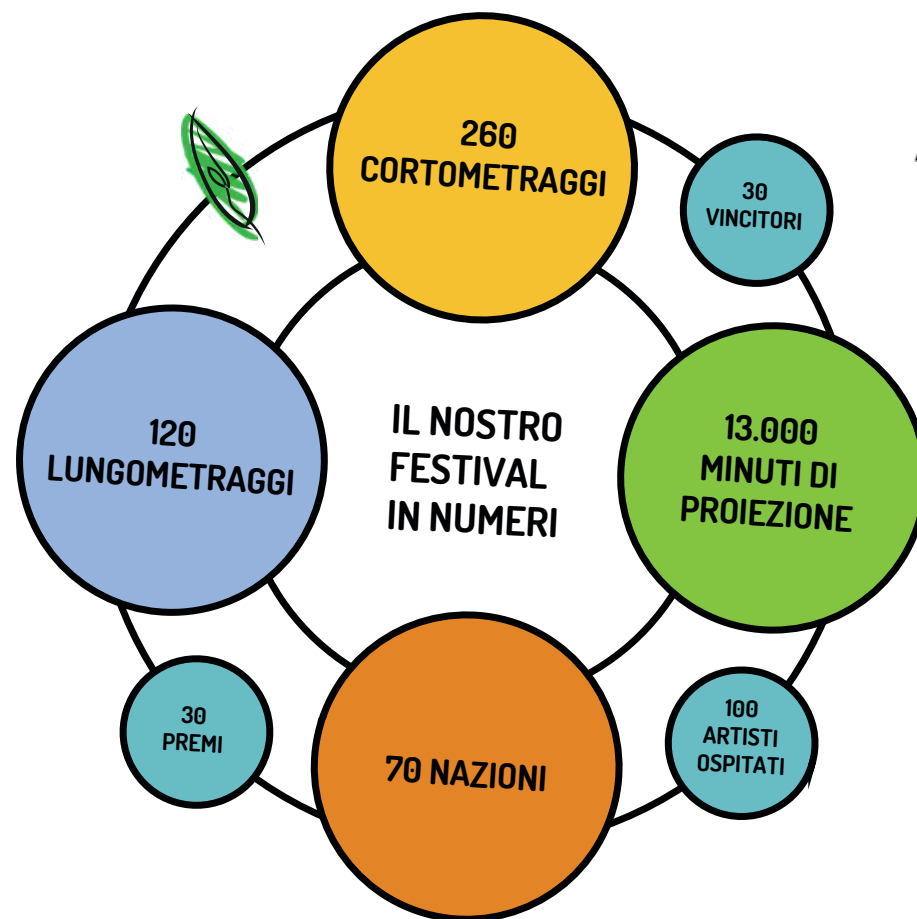 260
CORTOMETRAGGI
30
VINCITORI
120
LUNGOMETRAGGI
IL NOSTRO
FESTIVAL
IN NUMERI
13.000
MINUTI DI
PROIEZIONE
30
PREMI
70 NAZIONI
100
ARTISTI
OSPITATI